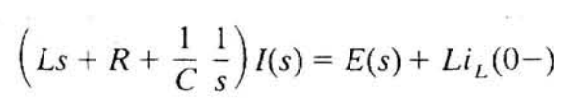 (Ls + R + 1/C 1/s) I(s) = E(s) + Li_L(0−)